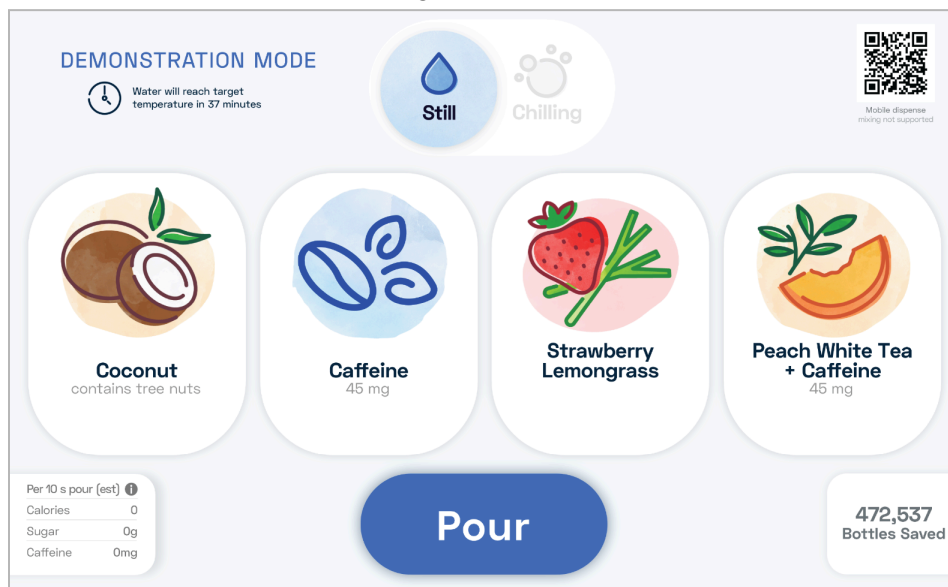 DEMONSTRATION MODE
Water will reach target
temperature in 37 minutes
Still
Chilling
Mobile dispense
mixing not supported
Coconut
contains tree nuts
Caffeine
45 mg
Strawberry
Lemongrass
Peach White Tea
+ Caffeine
45 mg
Per 10 s pour (est) i
Calories 0
Sugar 0g
Caffeine 0mg
Pour
472,537
Bottles Saved